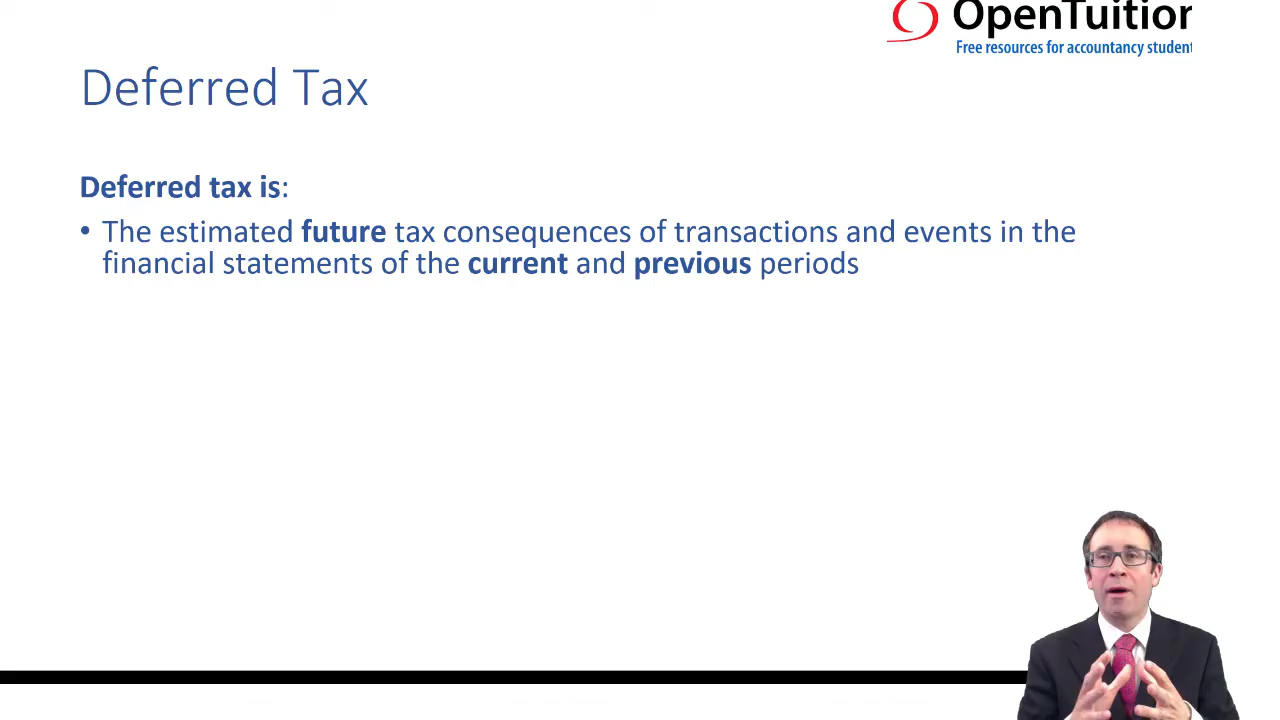 OpenTuition
Free resources for accountancy student
Deferred Tax
Deferred tax is:
• The estimated future tax consequences of transactions and events in the
financial statements of the current and previous periods